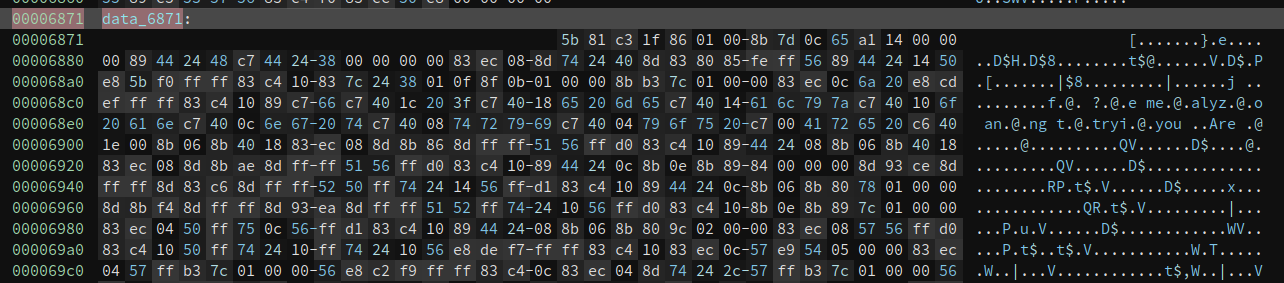 00006871 data_6871:
00006871 5b 81 c3 1f 86 01 00-8b 7d 0c 65 a1 14 00 00 [.......}.e....
00006880 00 89 44 24 48 c7 44 24-38 00 00 00 00 83 ec 08-8d 74 24 40 8d 83 80 85-fe ff 56 89 44 24 14 50 ..D$H.D$8........t$@......V.D$.P
000068a0 e8 5b f0 ff ff 83 c4 10-83 7c 24 38 01 0f 8f 0b-01 00 00 8b b3 7c 01 00-00 83 ec 0c 6a 20 e8 cd .[.......|$8.........|......j ..
000068c0 ef ff ff 83 c4 10 89 c7-66 c7 40 1c 20 3f c7 40-18 65 20 6d 65 c7 40 14-61 6c 79 7a c7 40 10 6f ........f.@. ?.@.e me.@.alyz.@.o
000068e0 20 61 6e c7 40 0c 6e 67-20 74 c7 40 08 74 72 79-69 c7 40 04 79 6f 75 20-c7 00 41 72 65 20 c6 40  an.@.ng t.@.tryi.@.you ..Are .@
00006900 1e 00 8b 06 8b 40 18 83-ec 08 8d 8b 86 8d ff ff-51 56 ff d0 83 c4 10 89-44 24 08 8b 06 8b 40 18 .....@..........QV......D$....@.
00006920 83 ec 08 8d 8b ae 8d ff-ff 51 56 ff d0 83 c4 10-89 44 24 0c 8b 0e 8b 89-84 00 00 00 8d 93 ce 8d .........QV......D$.............
00006940 ff ff 8d 83 c6 8d ff ff-52 50 ff 74 24 14 56 ff-d1 83 c4 10 89 44 24 0c-8b 06 8b 80 78 01 00 00 ........RP.t$.V......D$.....x...
00006960 8d 8b f4 8d ff ff 8d 93-ea 8d ff ff 51 52 ff 74-24 10 56 ff d0 83 c4 10-8b 0e 8b 89 7c 01 00 00 ............QR.t$.V.........|...
00006980 83 ec 04 50 ff 75 0c 56-ff d1 83 c4 10 89 44 24-08 8b 06 8b 80 9c 02 00-00 83 ec 08 57 56 ff d0 ...P.u.V......D$............WV..
000069a0 83 c4 10 50 ff 74 24 10-ff 74 24 10 56 e8 de f7-ff ff 83 c4 10 83 ec 0c-57 e9 54 05 00 00 83 ec ...P.t$..t$.V...........W.T.....
000069c0 04 57 ff b3 7c 01 00 00-56 e8 c2 f9 ff ff 83 c4-0c 83 ec 04 8d 74 24 2c-57 ff b3 7c 01 00 00 56 .W..|...V............t$,W..|...V